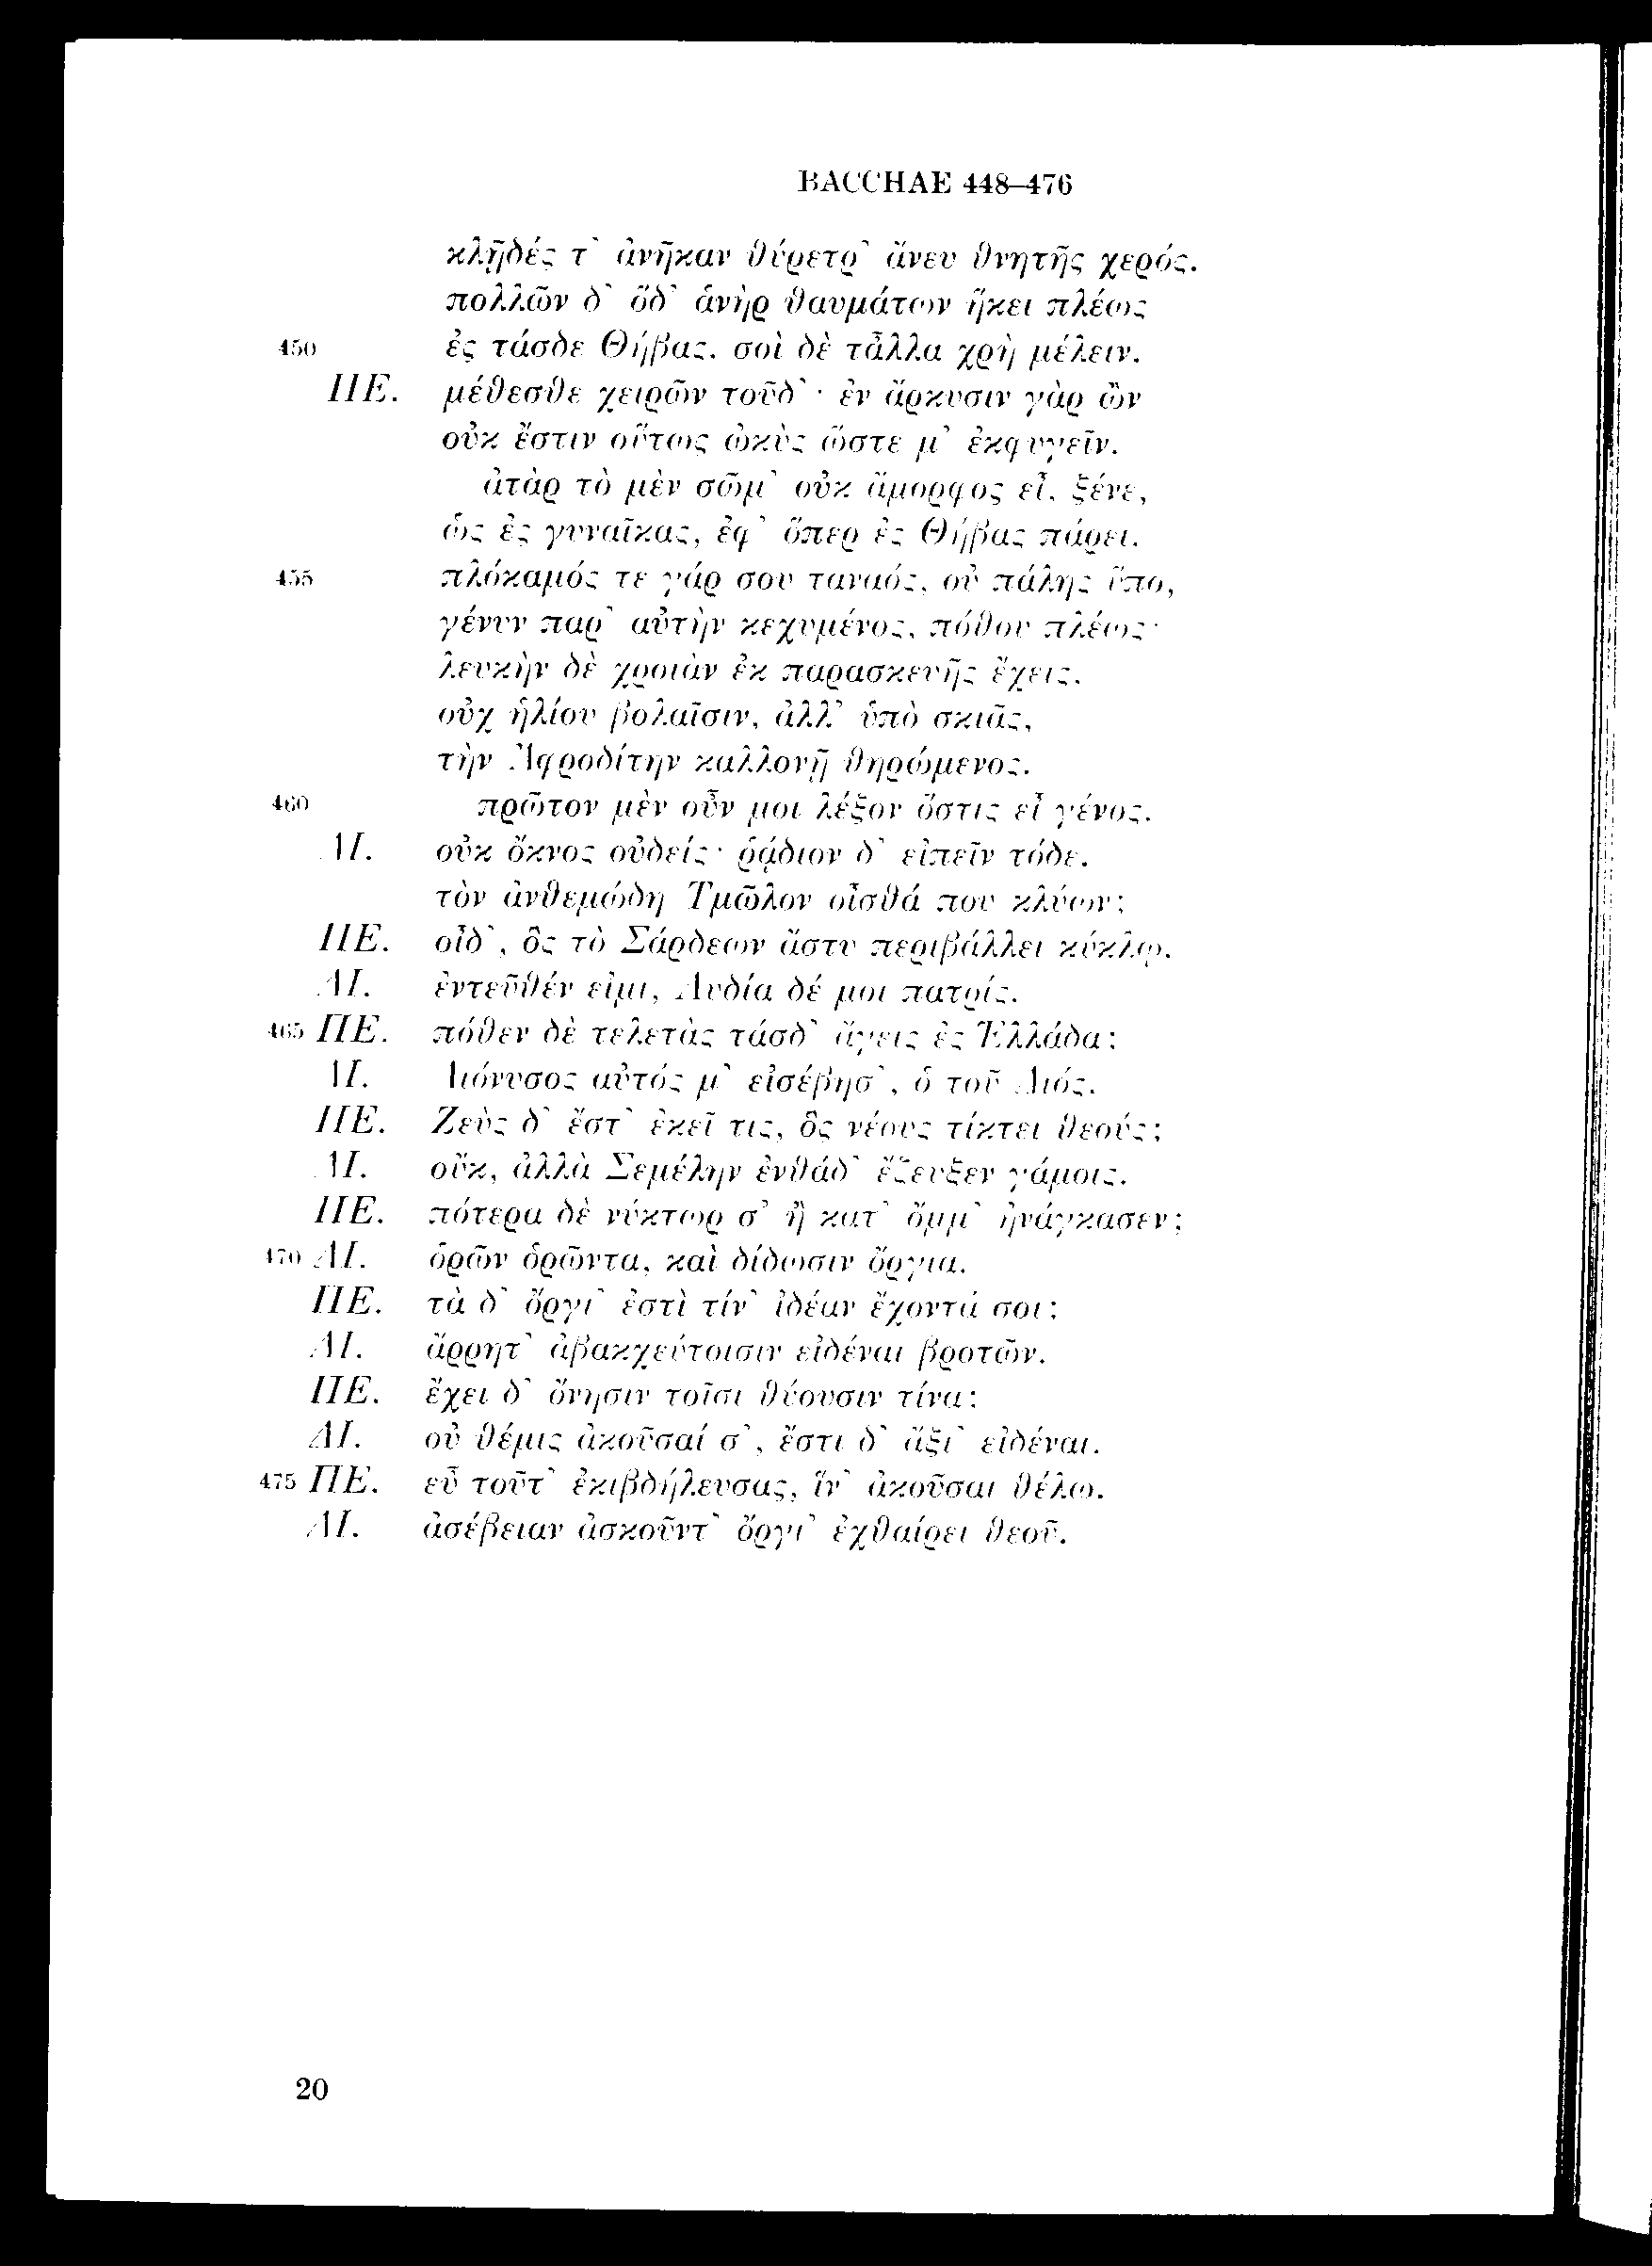 BACCHAE 448–476
κλῇδές τ᾽ ἀνῆκαν θύρετρ᾽ ἄνευ θνητῆς χερός.
πολλῶν δ᾽ ὅδ᾽ ἁνὴρ θαυμάτων ἥκει πλέως
450 ἐς τάσδε Θήβας. σοὶ δὲ τἆλλα χρὴ μέλειν.
ΠΕ. μέθεσθε χειρῶν τοῦδ᾽· ἐν ἄρκυσιν γὰρ ὢν
οὐκ ἔστιν οὕτως ὠκὺς ὥστε μ᾽ ἐκφυγεῖν.
ἀτὰρ τὸ μὲν σῶμ᾽ οὐκ ἄμορφος εἶ, ξένε,
ὡς ἐς γυναῖκας, ἐφ᾽ ὅπερ ἐς Θήβας πάρει.
455 πλόκαμός τε γάρ σου ταναός, οὐ πάλης ὕπο,
γένυν παρ᾽ αὐτὴν κεχυμένος, πόθου πλέως·
λευκὴν δὲ χροιὰν ἐκ παρασκευῆς ἔχεις,
οὐχ ἡλίου βολαῖσιν, ἀλλ᾽ ὑπὸ σκιᾶς,
τὴν Ἀφροδίτην καλλονῇ θηρώμενος.
460 πρῶτον μὲν οὖν μοι λέξον ὅστις εἶ γένος.
ΔΙ. οὐκ ὄκνος οὐδείς· ῥᾴδιον δ᾽ εἰπεῖν τόδε.
τὸν ἀνθεμώδη Τμῶλον οἶσθά που κλύων;
ΠΕ. οἶδ᾽, ὃς τὸ Σάρδεων ἄστυ περιβάλλει κύκλῳ.
ΔΙ. ἐντεῦθέν εἰμι, Λυδία δέ μοι πατρίς.
465 ΠΕ. πόθεν δὲ τελετὰς τάσδ᾽ ἄγεις ἐς Ἑλλάδα;
ΔΙ. Διόνυσος αὐτός μ᾽ εἰσέβησ᾽, ὁ τοῦ Διός.
ΠΕ. Ζεὺς δ᾽ ἔστ᾽ ἐκεῖ τις, ὃς νέους τίκτει θεούς;
ΔΙ. οὔκ, ἀλλὰ Σεμέλην ἐνθάδ᾽ ἔζευξεν γάμοις.
ΠΕ. πότερα δὲ νύκτωρ σ᾽ ἢ κατ᾽ ὄμμ᾽ ἠνάγκασεν;
470 ΔΙ. ὁρῶν ὁρῶντα, καὶ δίδωσιν ὄργια.
ΠΕ. τὰ δ᾽ ὄργι᾽ ἐστὶ τίν᾽ ἰδέαν ἔχοντά σοι;
ΔΙ. ἄρρητ᾽ ἀβακχεύτοισιν εἰδέναι βροτῶν.
ΠΕ. ἔχει δ᾽ ὄνησιν τοῖσι θύουσιν τίνα;
ΔΙ. οὐ θέμις ἀκοῦσαί σ᾽, ἔστι δ᾽ ἄξι᾽ εἰδέναι.
475 ΠΕ. εὖ τοῦτ᾽ ἐκιβδήλευσας, ἵν᾽ ἀκοῦσαι θέλω.
ΔΙ. ἀσέβειαν ἀσκοῦντ᾽ ὄργι᾽ ἐχθαίρει θεοῦ.
20